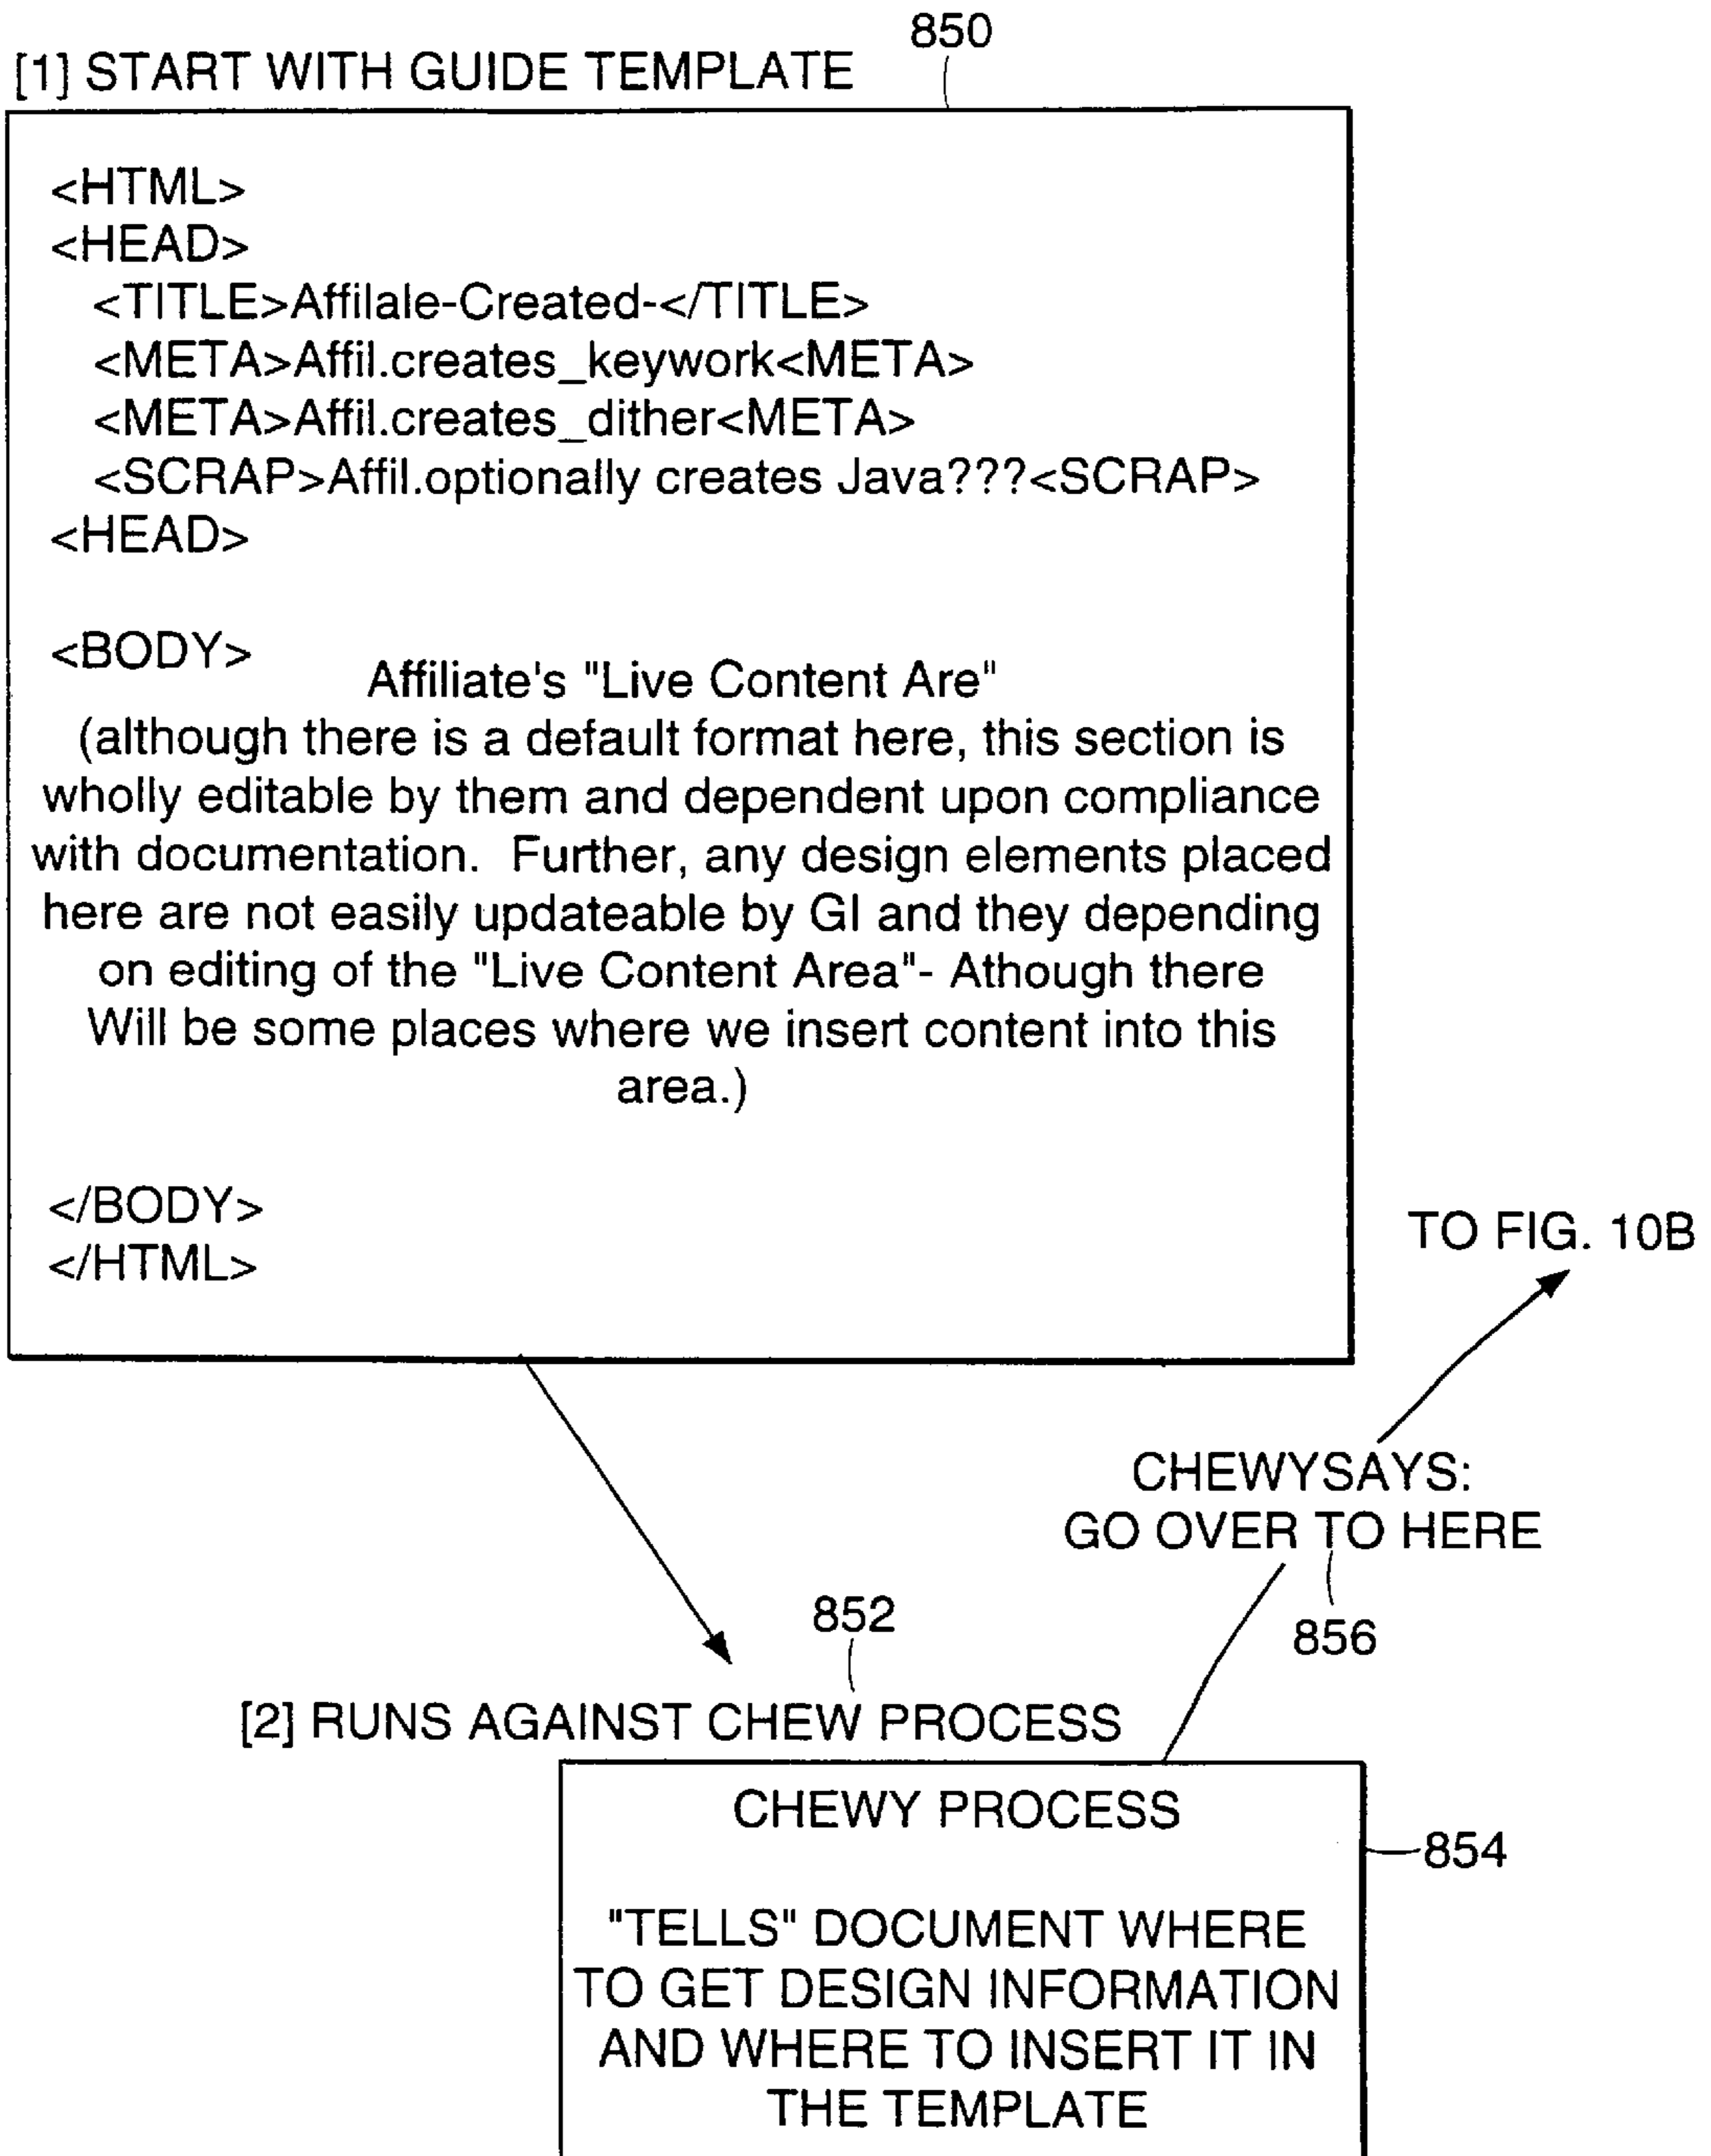 850
[1] START WITH GUIDE TEMPLATE
<HTML>
<HEAD>
<TITLE>Affilale-Created-</TITLE>
<META>Affil.creates_keywork<META>
<META>Affil.creates_dither<META>
<SCRAP>Affil.optionally creates Java???<SCRAP>
<HEAD>
<BODY>
Affiliate's "Live Content Are"
(although there is a default format here, this section is
wholly editable by them and dependent upon compliance
with documentation. Further, any design elements placed
here are not easily updateable by GI and they depending
on editing of the "Live Content Area"- Athough there
Will be some places where we insert content into this
area.)
</BODY>
</HTML>
TO FIG. 10B
CHEWYSAYS:
GO OVER TO HERE
856
852
[2] RUNS AGAINST CHEW PROCESS
CHEWY PROCESS
854
"TELLS" DOCUMENT WHERE
TO GET DESIGN INFORMATION
AND WHERE TO INSERT IT IN
THE TEMPLATE